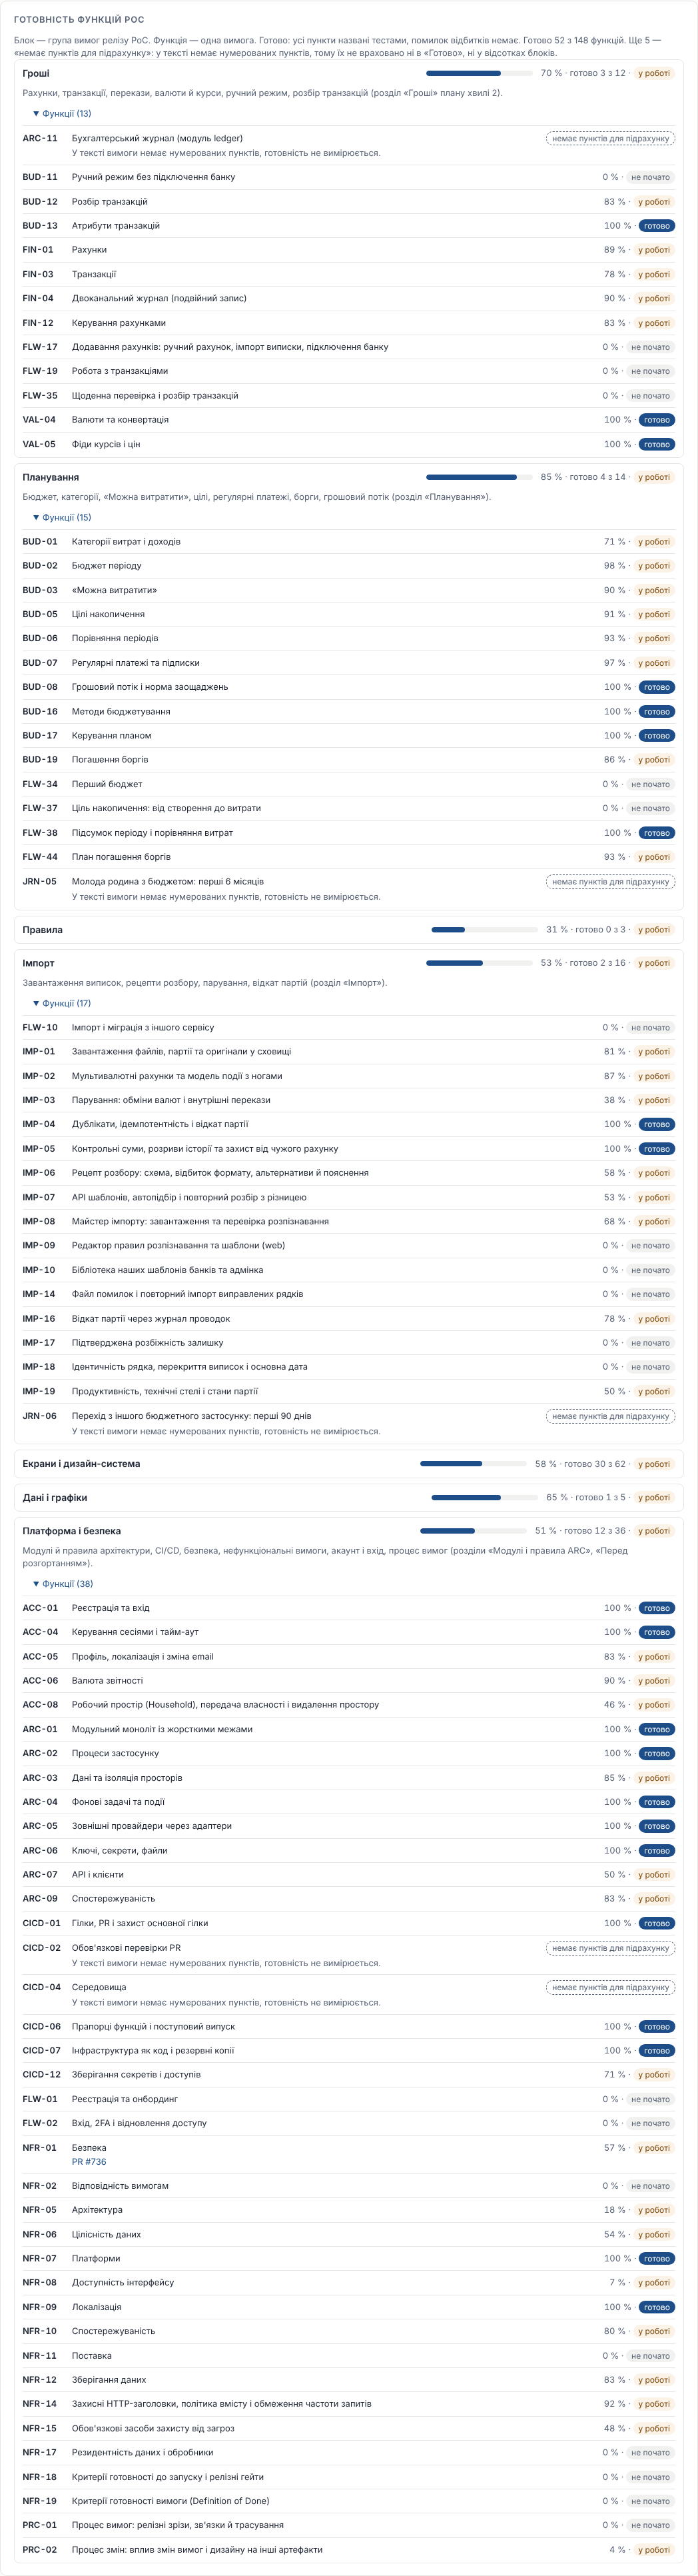 ГОТОВНІСТЬ ФУНКЦІЙ POC
Блок — група вимог релізу PoC. Функція — одна вимога. Готово: усі пункти названі тестами, помилок відбитків немає. Готово 52 з 148 функцій. Ще 5 —
«немає пунктів для підрахунку»: у тексті немає нумерованих пунктів, тому їх не враховано ні в «Готово», ні у відсотках блоків.
Гроші 70 % · готово 3 з 12 · у роботі
Рахунки, транзакції, перекази, валюти й курси, ручний режим, розбір транзакцій (розділ «Гроші» плану хвилі 2).
▼ Функції (13)
ARC-11 Бухгалтерський журнал (модуль ledger) немає пунктів для підрахунку
У тексті вимоги немає нумерованих пунктів, готовність не вимірюється.
BUD-11 Ручний режим без підключення банку 0 % · не почато
BUD-12 Розбір транзакцій 83 % · у роботі
BUD-13 Атрибути транзакцій 100 % · готово
FIN-01 Рахунки 89 % · у роботі
FIN-03 Транзакції 78 % · у роботі
FIN-04 Двоканальний журнал (подвійний запис) 90 % · у роботі
FIN-12 Керування рахунками 83 % · у роботі
FLW-17 Додавання рахунків: ручний рахунок, імпорт виписки, підключення банку 0 % · не почато
FLW-19 Робота з транзакціями 0 % · не почато
FLW-35 Щоденна перевірка і розбір транзакцій 0 % · не почато
VAL-04 Валюти та конвертація 100 % · готово
VAL-05 Фіди курсів і цін 100 % · готово
Планування 85 % · готово 4 з 14 · у роботі
Бюджет, категорії, «Можна витратити», цілі, регулярні платежі, борги, грошовий потік (розділ «Планування»).
▼ Функції (15)
BUD-01 Категорії витрат і доходів 71 % · у роботі
BUD-02 Бюджет періоду 98 % · у роботі
BUD-03 «Можна витратити» 90 % · у роботі
BUD-05 Цілі накопичення 91 % · у роботі
BUD-06 Порівняння періодів 93 % · у роботі
BUD-07 Регулярні платежі та підписки 97 % · у роботі
BUD-08 Грошовий потік і норма заощаджень 100 % · готово
BUD-16 Методи бюджетування 100 % · готово
BUD-17 Керування планом 100 % · готово
BUD-19 Погашення боргів 86 % · у роботі
FLW-34 Перший бюджет 0 % · не почато
FLW-37 Ціль накопичення: від створення до витрати 0 % · не почато
FLW-38 Підсумок періоду і порівняння витрат 100 % · готово
FLW-44 План погашення боргів 93 % · у роботі
JRN-05 Молода родина з бюджетом: перші 6 місяців немає пунктів для підрахунку
У тексті вимоги немає нумерованих пунктів, готовність не вимірюється.
Правила 31 % · готово 0 з 3 · у роботі
Імпорт 53 % · готово 2 з 16 · у роботі
Завантаження виписок, рецепти розбору, парування, відкат партій (розділ «Імпорт»).
▼ Функції (17)
FLW-10 Імпорт і міграція з іншого сервісу 0 % · не почато
IMP-01 Завантаження файлів, партії та оригінали у сховищі 81 % · у роботі
IMP-02 Мультивалютні рахунки та модель події з ногами 87 % · у роботі
IMP-03 Парування: обміни валют і внутрішні перекази 38 % · у роботі
IMP-04 Дублікати, ідемпотентність і відкат партії 100 % · готово
IMP-05 Контрольні суми, розриви історії та захист від чужого рахунку 100 % · готово
IMP-06 Рецепт розбору: схема, відбиток формату, альтернативи й пояснення 58 % · у роботі
IMP-07 API шаблонів, автопідбір і повторний розбір з різницею 53 % · у роботі
IMP-08 Майстер імпорту: завантаження та перевірка розпізнавання 68 % · у роботі
IMP-09 Редактор правил розпізнавання та шаблони (web) 0 % · не почато
IMP-10 Бібліотека наших шаблонів банків та адмінка 0 % · не почато
IMP-14 Файл помилок і повторний імпорт виправлених рядків 0 % · не почато
IMP-16 Відкат партії через журнал проводок 78 % · у роботі
IMP-17 Підтверджена розбіжність залишку 0 % · не почато
IMP-18 Ідентичність рядка, перекриття виписок і основна дата 0 % · не почато
IMP-19 Продуктивність, технічні стелі і стани партії 50 % · у роботі
JRN-06 Перехід з іншого бюджетного застосунку: перші 90 днів немає пунктів для підрахунку
У тексті вимоги немає нумерованих пунктів, готовність не вимірюється.
Екрани і дизайн-система 58 % · готово 30 з 62 · у роботі
Дані і графіки 65 % · готово 1 з 5 · у роботі
Платформа і безпека 51 % · готово 12 з 36 · у роботі
Модулі й правила архітектури, CI/CD, безпека, нефункціональні вимоги, акаунт і вхід, процес вимог (розділи «Модулі і правила ARC», «Перед
розгортанням»).
▼ Функції (38)
ACC-01 Реєстрація та вхід 100 % · готово
ACC-04 Керування сесіями і тайм-аут 100 % · готово
ACC-05 Профіль, локалізація і зміна email 83 % · у роботі
ACC-06 Валюта звітності 90 % · у роботі
ACC-08 Робочий простір (Household), передача власності і видалення простору 46 % · у роботі
ARC-01 Модульний моноліт із жорсткими межами 100 % · готово
ARC-02 Процеси застосунку 100 % · готово
ARC-03 Дані та ізоляція просторів 85 % · у роботі
ARC-04 Фонові задачі та події 100 % · готово
ARC-05 Зовнішні провайдери через адаптери 100 % · готово
ARC-06 Ключі, секрети, файли 100 % · готово
ARC-07 API і клієнти 50 % · у роботі
ARC-09 Спостережуваність 83 % · у роботі
CICD-01 Гілки, PR і захист основної гілки 100 % · готово
CICD-02 Обов'язкові перевірки PR немає пунктів для підрахунку
У тексті вимоги немає нумерованих пунктів, готовність не вимірюється.
CICD-04 Середовища немає пунктів для підрахунку
У тексті вимоги немає нумерованих пунктів, готовність не вимірюється.
CICD-06 Прапорці функцій і поступовий випуск 100 % · готово
CICD-07 Інфраструктура як код і резервні копії 100 % · готово
CICD-12 Зберігання секретів і доступів 71 % · у роботі
FLW-01 Реєстрація та онбординг 0 % · не почато
FLW-02 Вхід, 2FA і відновлення доступу 0 % · не почато
NFR-01 Безпека 57 % · у роботі
PR #736
NFR-02 Відповідність вимогам 0 % · не почато
NFR-05 Архітектура 18 % · у роботі
NFR-06 Цілісність даних 54 % · у роботі
NFR-07 Платформи 100 % · готово
NFR-08 Доступність інтерфейсу 7 % · у роботі
NFR-09 Локалізація 100 % · готово
NFR-10 Спостережуваність 80 % · у роботі
NFR-11 Поставка 0 % · не почато
NFR-12 Зберігання даних 83 % · у роботі
NFR-14 Захисні HTTP-заголовки, політика вмісту і обмеження частоти запитів 92 % · у роботі
NFR-15 Обов'язкові засоби захисту від загроз 48 % · у роботі
NFR-17 Резидентність даних і обробники 0 % · не почато
NFR-18 Критерії готовності до запуску і релізні гейти 0 % · не почато
NFR-19 Критерії готовності вимоги (Definition of Done) 0 % · не почато
PRC-01 Процес вимог: релізні зрізи, зв'язки й трасування 0 % · не почато
PRC-02 Процес змін: вплив змін вимог і дизайну на інші артефакти 4 % · у роботі